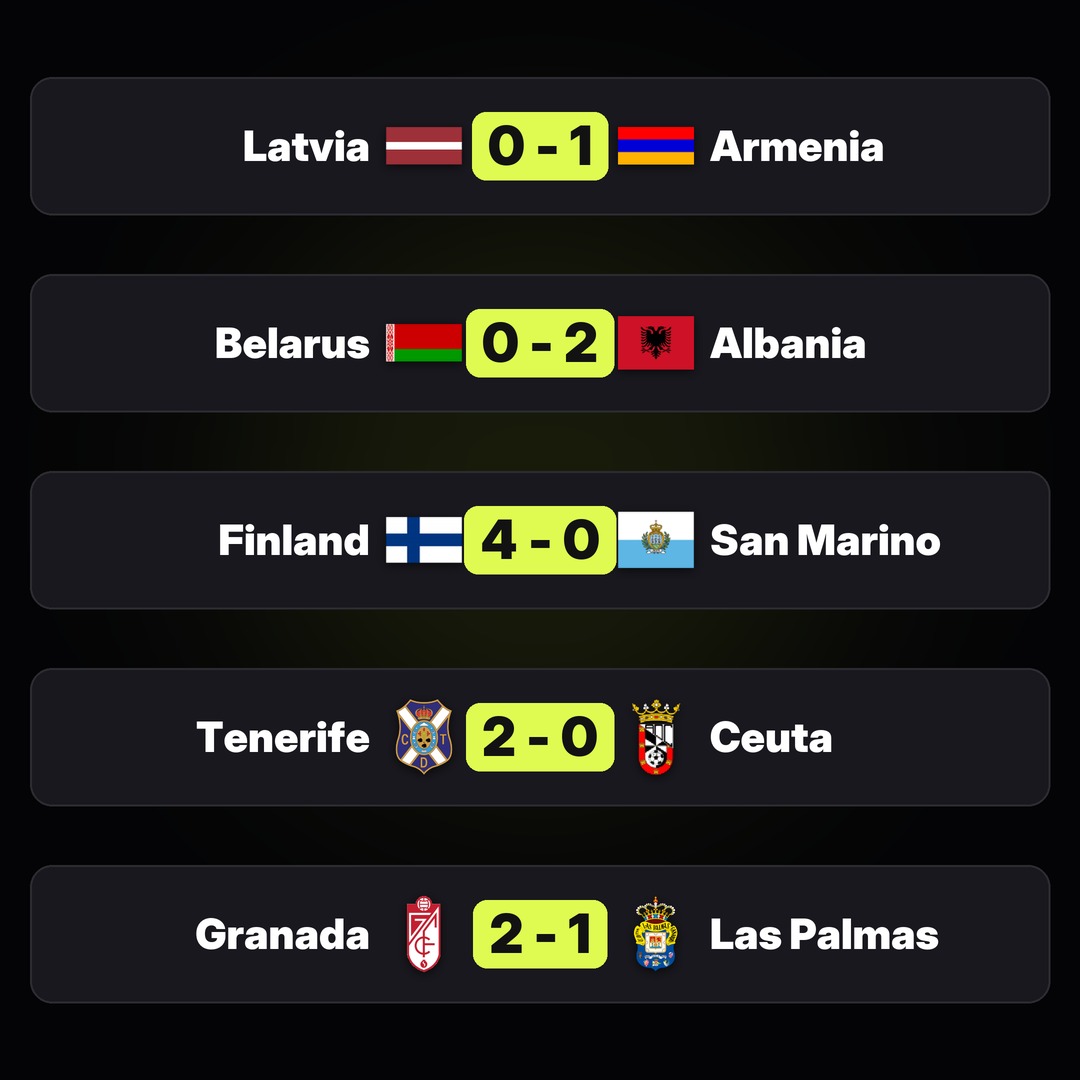 Latvia 0 - 1 Armenia
Belarus 0 - 2 Albania
Finland 4 - 0 San Marino
Tenerife 2 - 0 Ceuta
Granada 2 - 1 Las Palmas